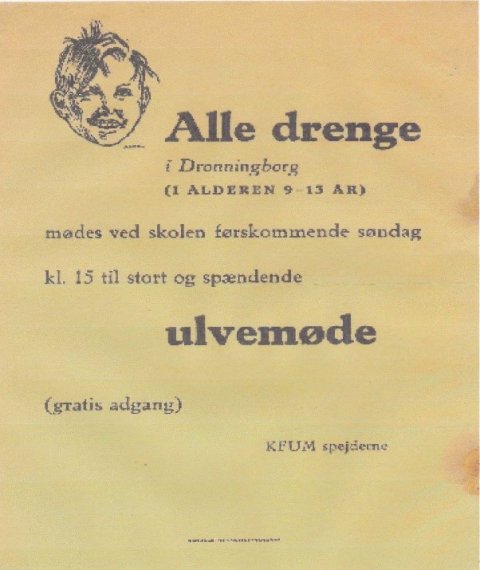 Alle drenge
i Dronningborg
(I ALDEREN 9-13 ÅR)
mødes ved skolen førskommende søndag
kl. 15 til stort og spændende
ulvemøde
(gratis adgang)
KFUM spejderne